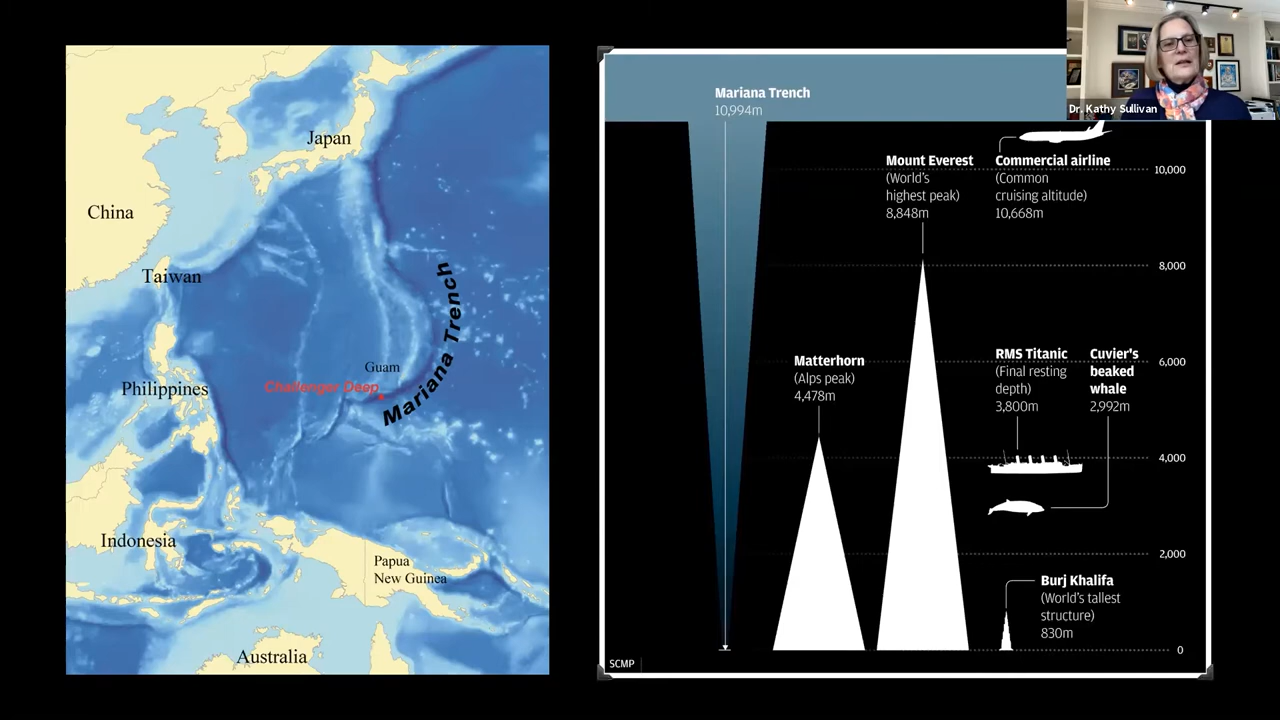 Japan
China
Taiwan
Mariana Trench
Guam
Challenger Deep
Philippines
Indonesia
Papua
New Guinea
Australia
Mariana Trench
10,994m
Dr. Kathy Sullivan
Mount Everest
(World's
highest peak)
8,848m
Commercial airline
(Common
cruising altitude)
10,668m
10,000
8,000
Matterhorn
(Alps peak)
4,478m
RMS Titanic
(Final resting
depth)
3,800m
Cuvier's
beaked
whale
2,992m
6,000
4,000
2,000
Burj Khalifa
(World's tallest
structure)
830m
0
SCMP